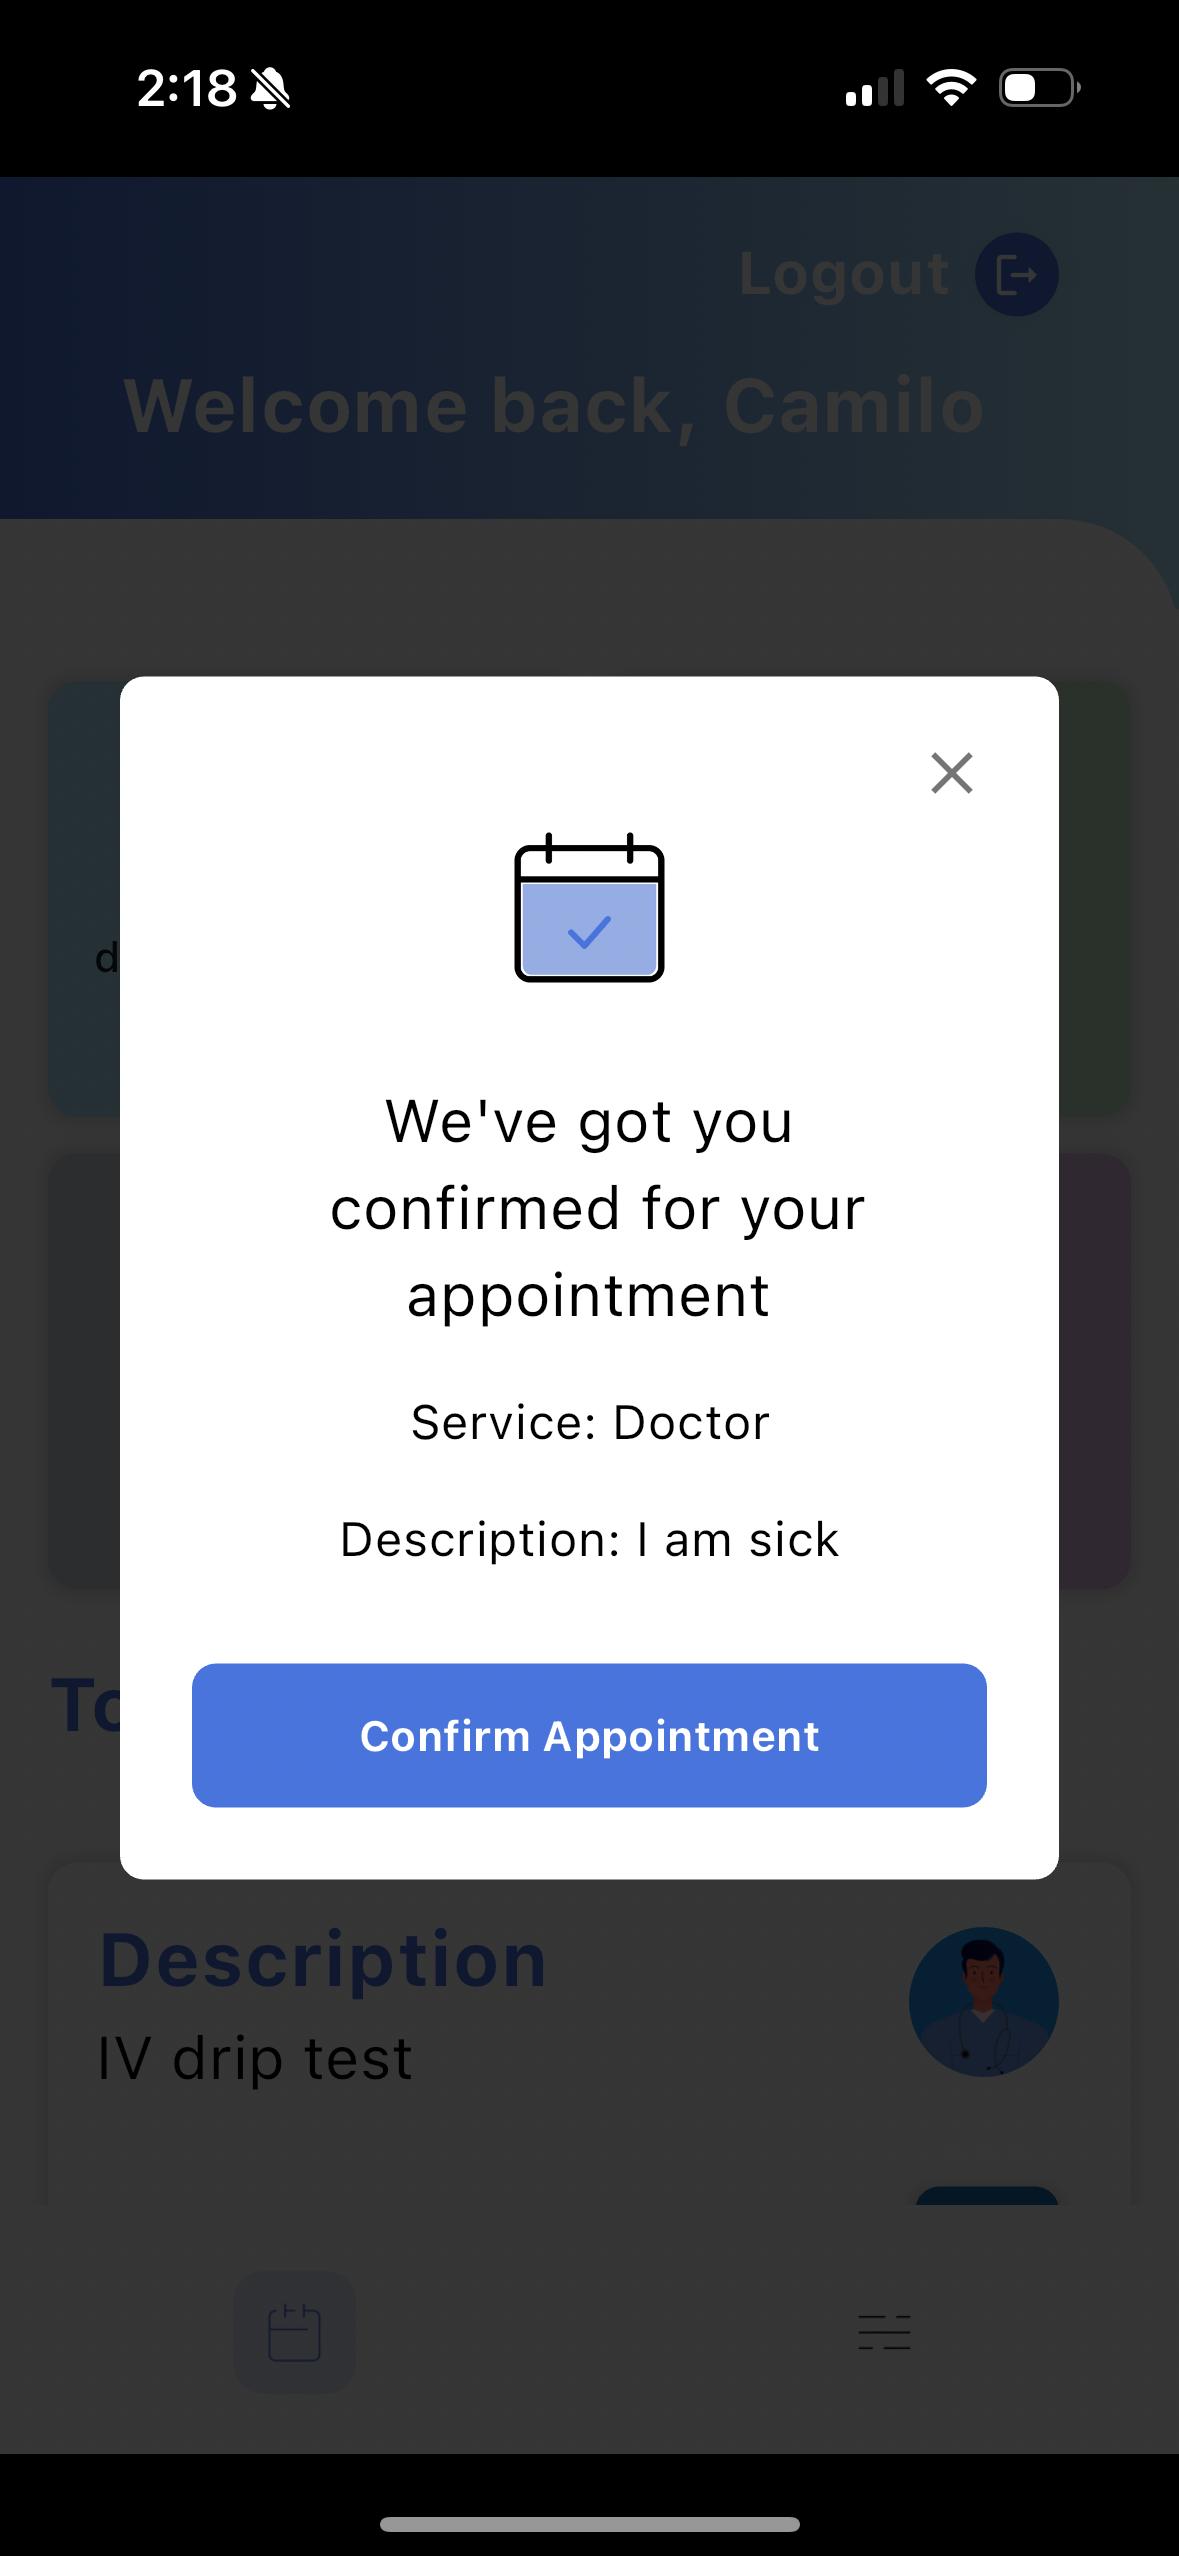 2:18
Logout
Welcome back, Camilo
We've got you
confirmed for your
appointment
Service: Doctor
Description: I am sick
Confirm Appointment
Description
IV drip test